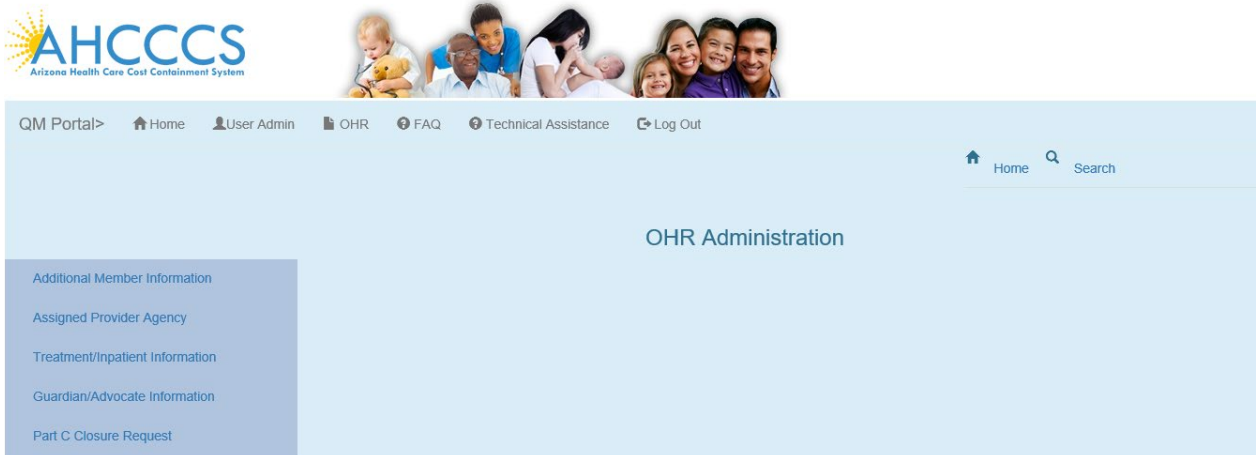 AHCCCS
Arizona Health Care Cost Containment System
QM Portal> Home User Admin OHR FAQ Technical Assistance Log Out
Home Search
OHR Administration
Additional Member Information
Assigned Provider Agency
Treatment/Inpatient Information
Guardian/Advocate Information
Part C Closure Request